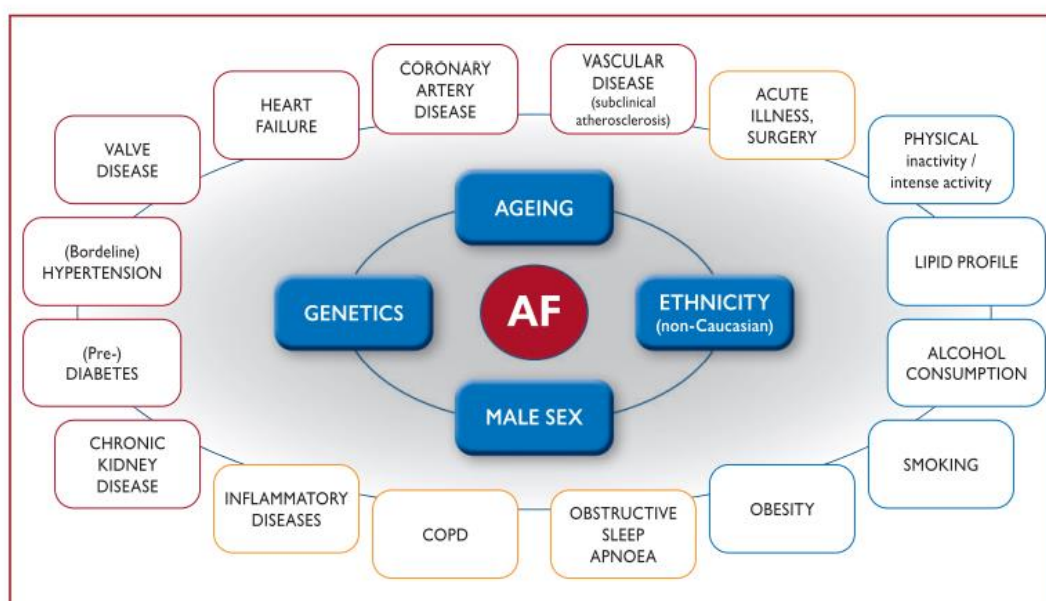 CORONARY
ARTERY
DISEASE
VASCULAR
DISEASE
(subclinical
atherosclerosis)
HEART
FAILURE
ACUTE
ILLNESS,
SURGERY
VALVE
DISEASE
PHYSICAL
inactivity /
intense activity
AGEING
(Bordeline)
HYPERTENSION
LIPID PROFILE
GENETICS
AF
ETHNICITY
(non-Caucasian)
(Pre-)
DIABETES
ALCOHOL
CONSUMPTION
MALE SEX
CHRONIC
KIDNEY
DISEASE
SMOKING
INFLAMMATORY
DISEASES
COPD
OBSTRUCTIVE
SLEEP
APNOEA
OBESITY